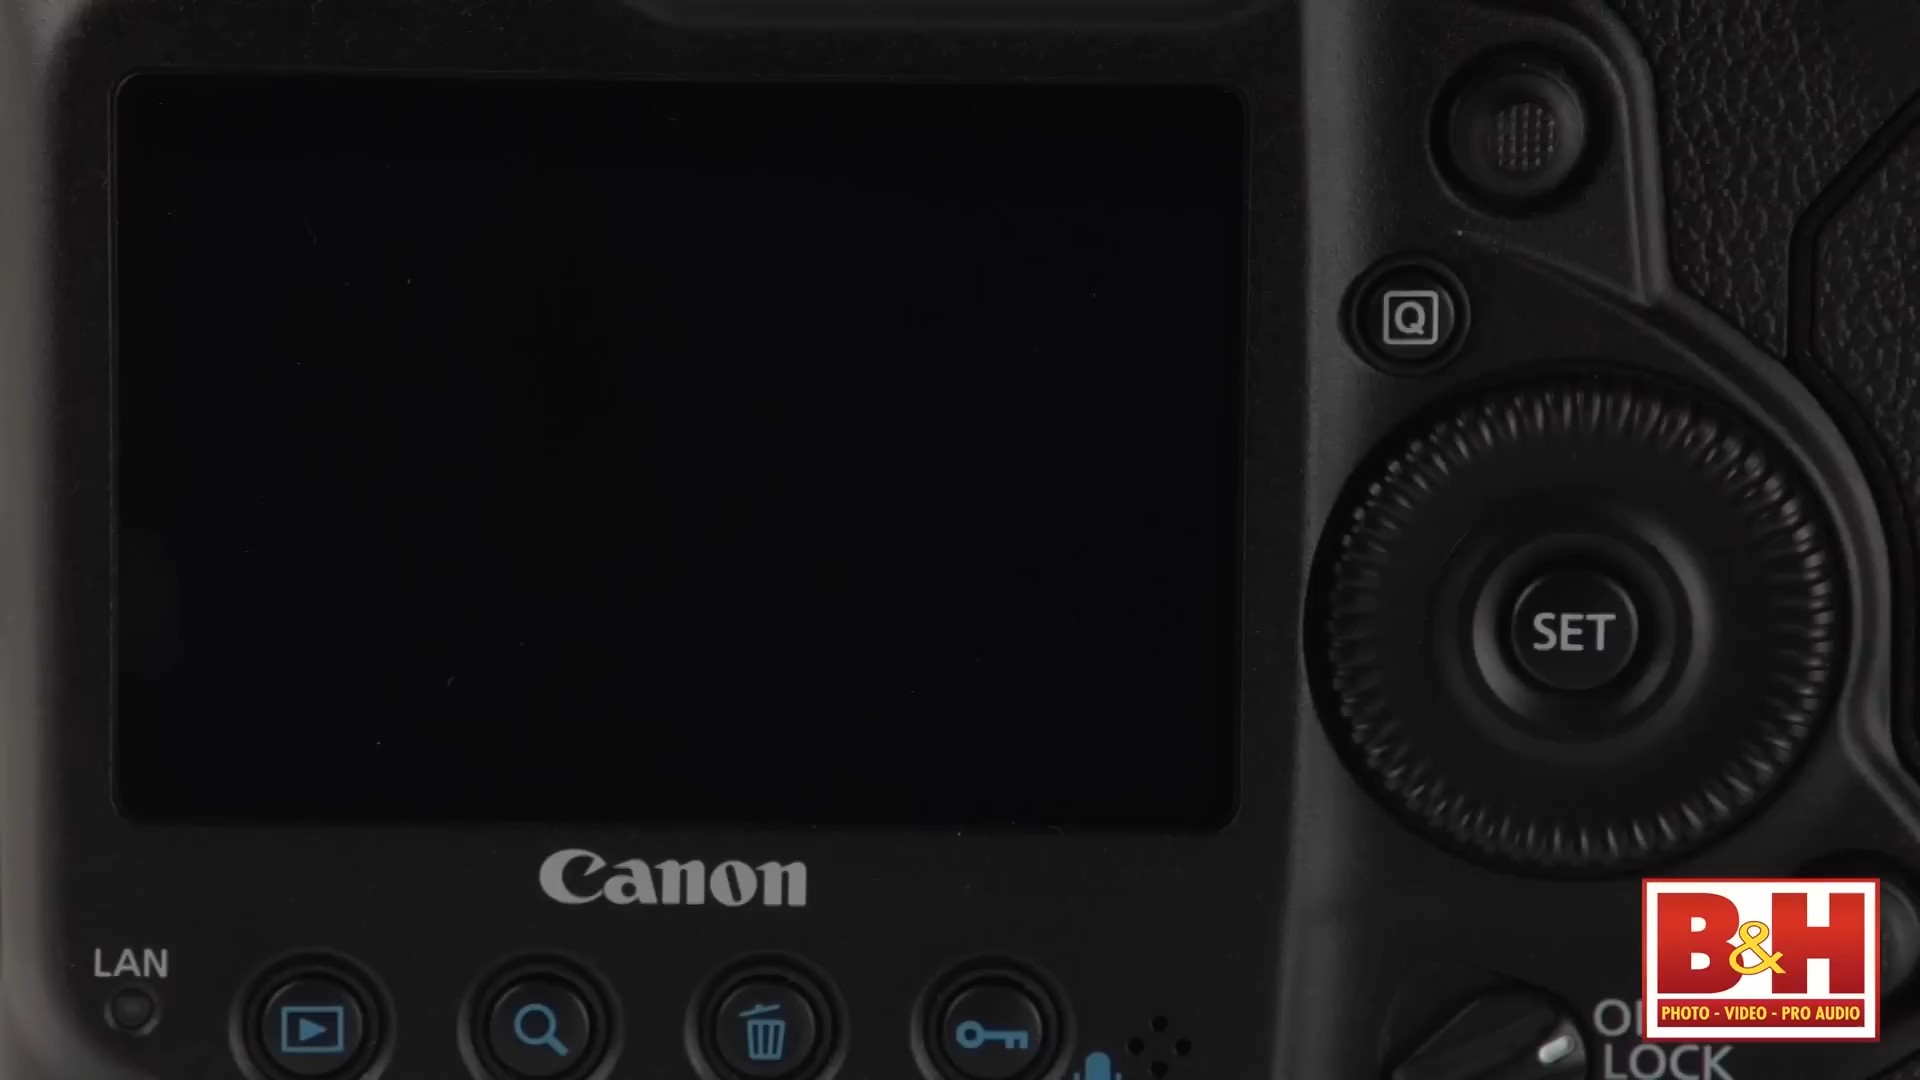 Q
SET
Canon
LAN
LOCK
B&H
PHOTO - VIDEO - PRO AUDIO